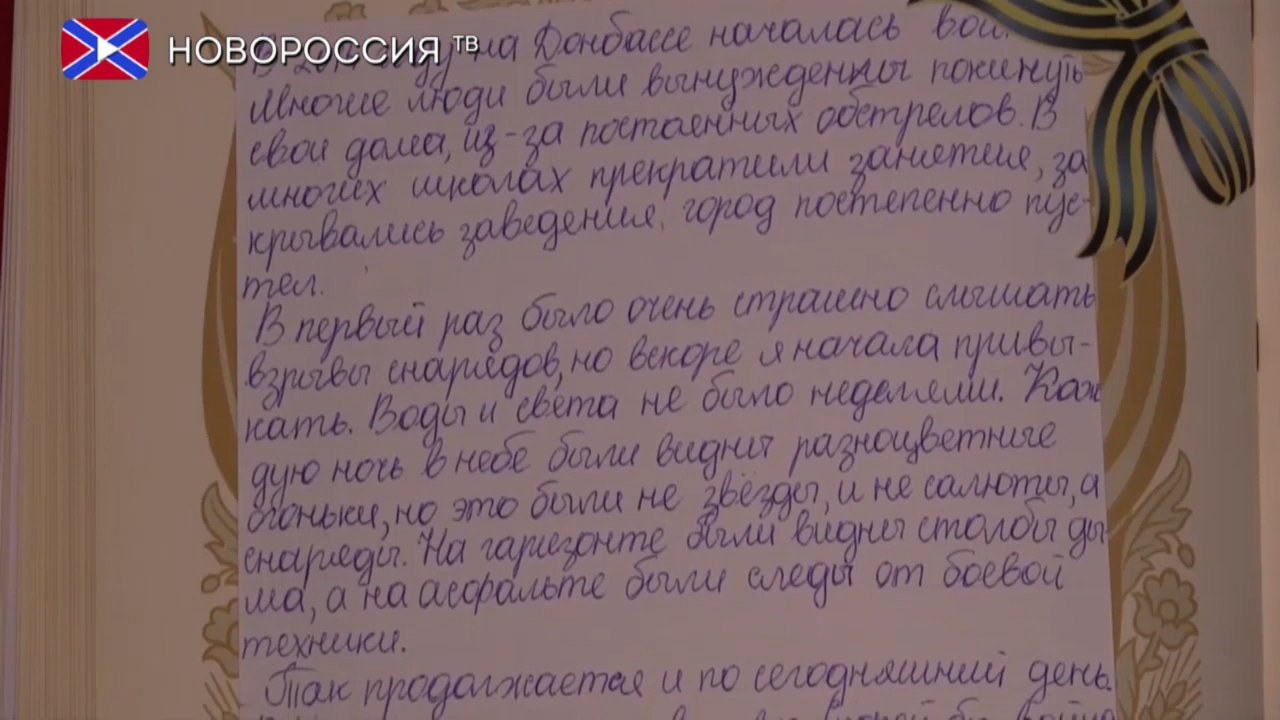 НОВОРОССИЯ ТВ
на Донбассе началась
Многие люди были вынужденны покинуть
свои дома, из-за постаенных обстрелов. В
многих школах прекратили занятия, за
крывались заведения, город постепенно пус-
тел.
В первый раз было очень страшно слышать
взрывы снарядов, но вскоре я начала привы-
кать. Воды и света не было неделями. Каж
дую ночь в небе были видны разноцветные
огоньки, но это были не звёзды, и не салюты, а
снаряды. На гаризонте были видны столбы ды
ма, а на асфальте были следы от боевой
техники.
Так продолжается и по сегодняшний день.